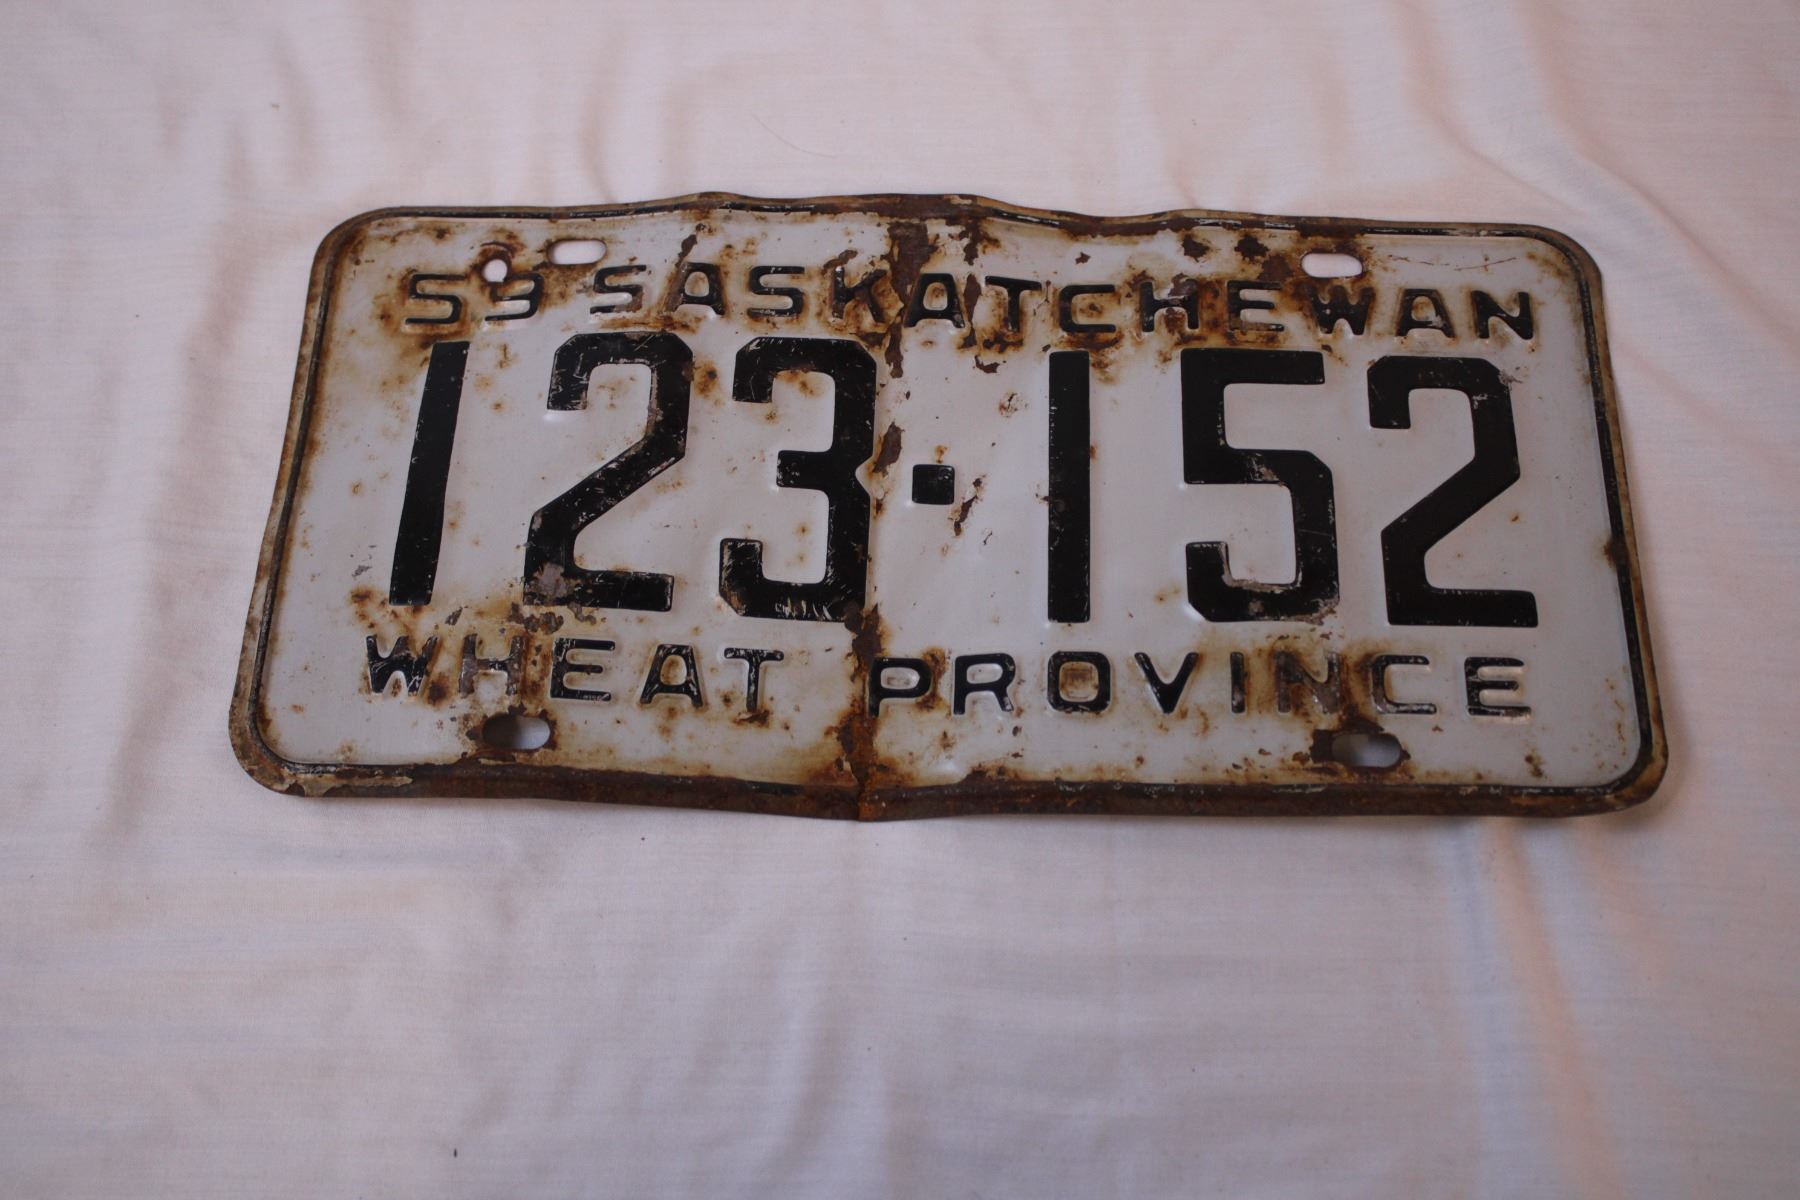 59 SASKATCHEWAN
123·152
WHEAT PROVINCE